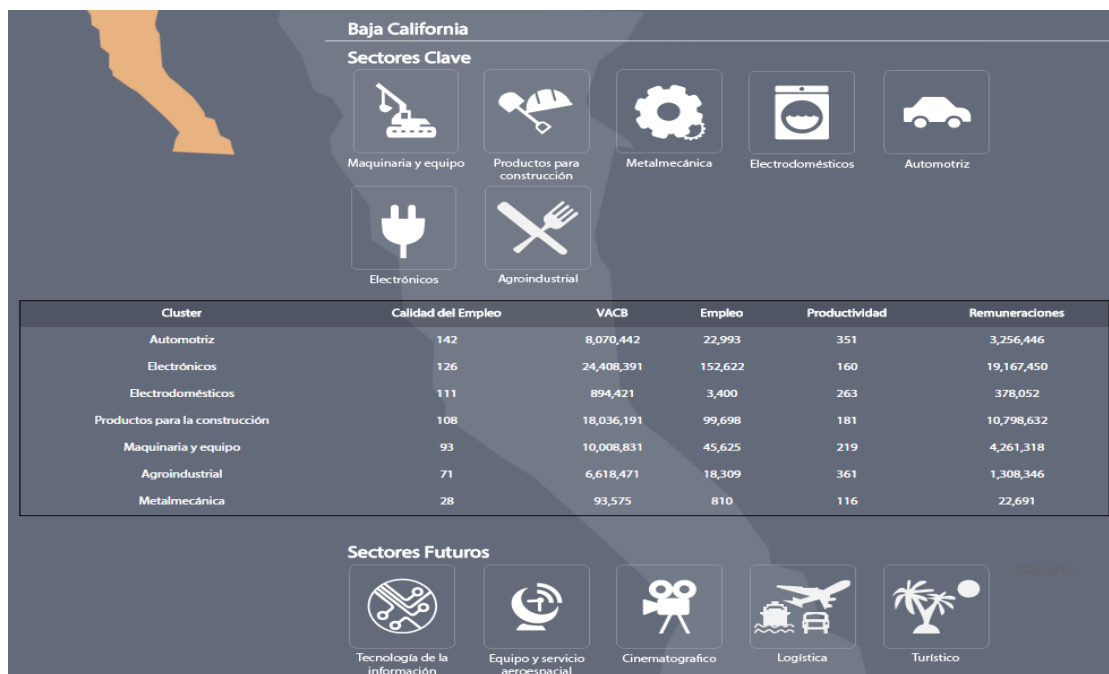 Baja California
Sectores Clave
Maquinaria y equipo
Productos para
construcción
Metalmecánica
Electrodomésticos
Automotriz
Electrónicos
Agroindustrial
Cluster Calidad del Empleo VACB Empleo Productividad Remuneraciones
Automotriz 142 8,070,442 22,993 351 3,256,446
Electrónicos 126 24,408,391 152,622 160 19,167,450
Electrodomésticos 111 894,421 3,400 263 378,052
Productos para la construcción 108 18,036,191 99,698 181 10,798,632
Maquinaria y equipo 93 10,008,831 45,625 219 4,261,318
Agroindustrial 71 6,618,471 18,309 361 1,308,346
Metalmecánica 28 93,575 810 116 22,691
Sectores Futuros
Glosario
Tecnología de la
información
Equipo y servicio
aeroespacial
Cinematografico
Logística
Turístico